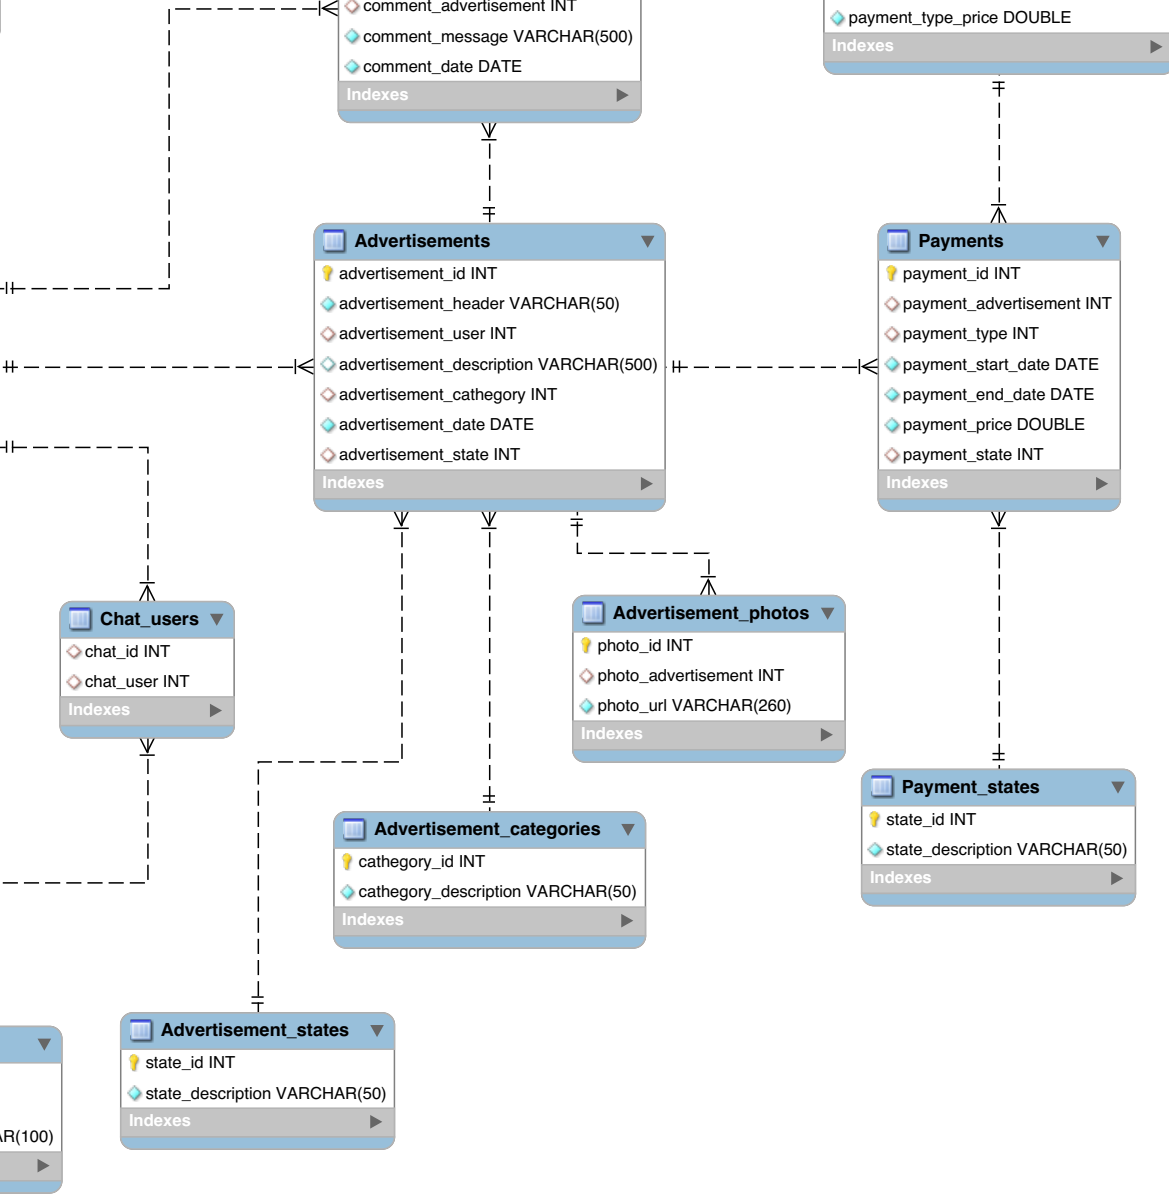 comment_advertisement INT
comment_message VARCHAR(500)
comment_date DATE
Indexes
payment_type_price DOUBLE
Indexes
Advertisements
advertisement_id INT
advertisement_header VARCHAR(50)
advertisement_user INT
advertisement_description VARCHAR(500)
advertisement_cathegory INT
advertisement_date DATE
advertisement_state INT
Indexes
Payments
payment_id INT
payment_advertisement INT
payment_type INT
payment_start_date DATE
payment_end_date DATE
payment_price DOUBLE
payment_state INT
Indexes
Chat_users
chat_id INT
chat_user INT
Indexes
Advertisement_photos
photo_id INT
photo_advertisement INT
photo_url VARCHAR(260)
Indexes
Payment_states
state_id INT
state_description VARCHAR(50)
Indexes
Advertisement_categories
cathegory_id INT
cathegory_description VARCHAR(50)
Indexes
Advertisement_states
state_id INT
state_description VARCHAR(50)
Indexes
AR(100)